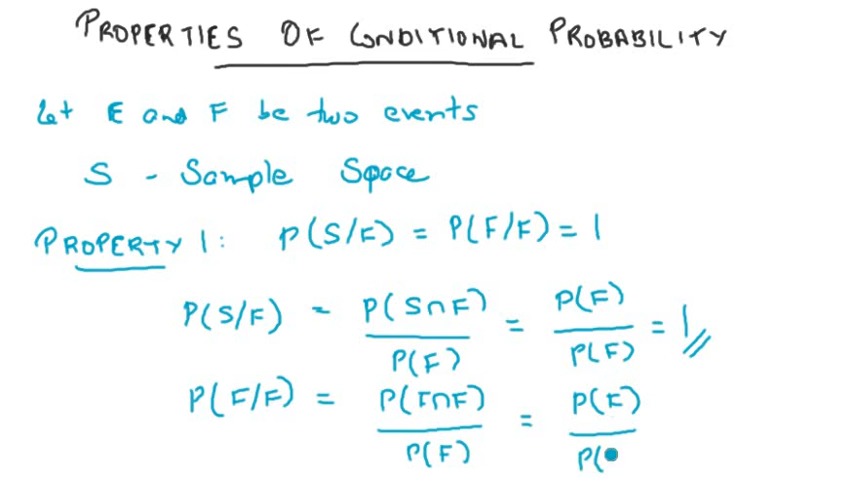 PROPERTIES OF CONDITIONAL PROBABILITY
Let E and F be two events
S - Sample Space
PROPERTY 1: P(S/F) = P(F/F) = 1
P(S/F) = P(S∩F)/P(F) = P(F)/P(F) = 1
P(F/F) = P(F∩F)/P(F) = P(F)/P(